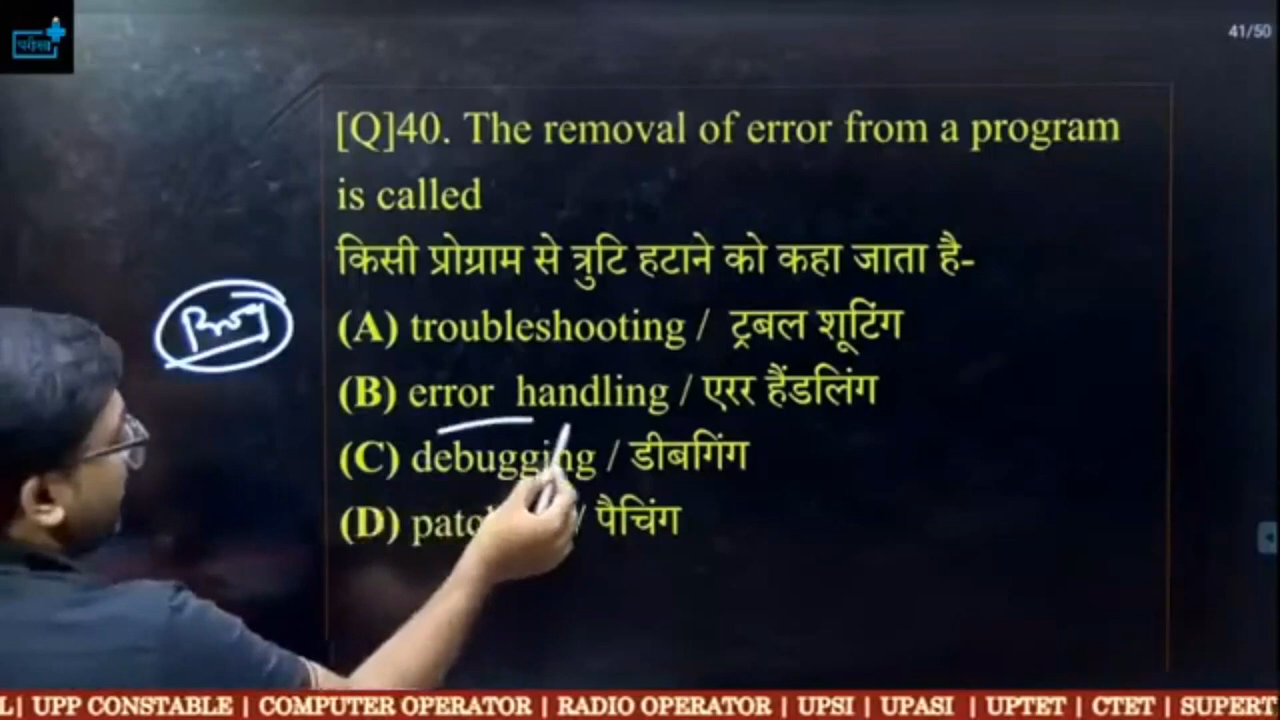 परीक्षा
41/50
[Q]40. The removal of error from a program
is called
किसी प्रोग्राम से त्रुटि हटाने को कहा जाता है-
(A) troubleshooting / ट्रबल शूटिंग
(B) error handling / एरर हैंडलिंग
(C) debugging / डीबगिंग
(D) / पैचिंग
L| UPP CONSTABLE | COMPUTER OPERATOR | RADIO OPERATOR | UPSI | UPASI | UPTET | CTET | SUPERT